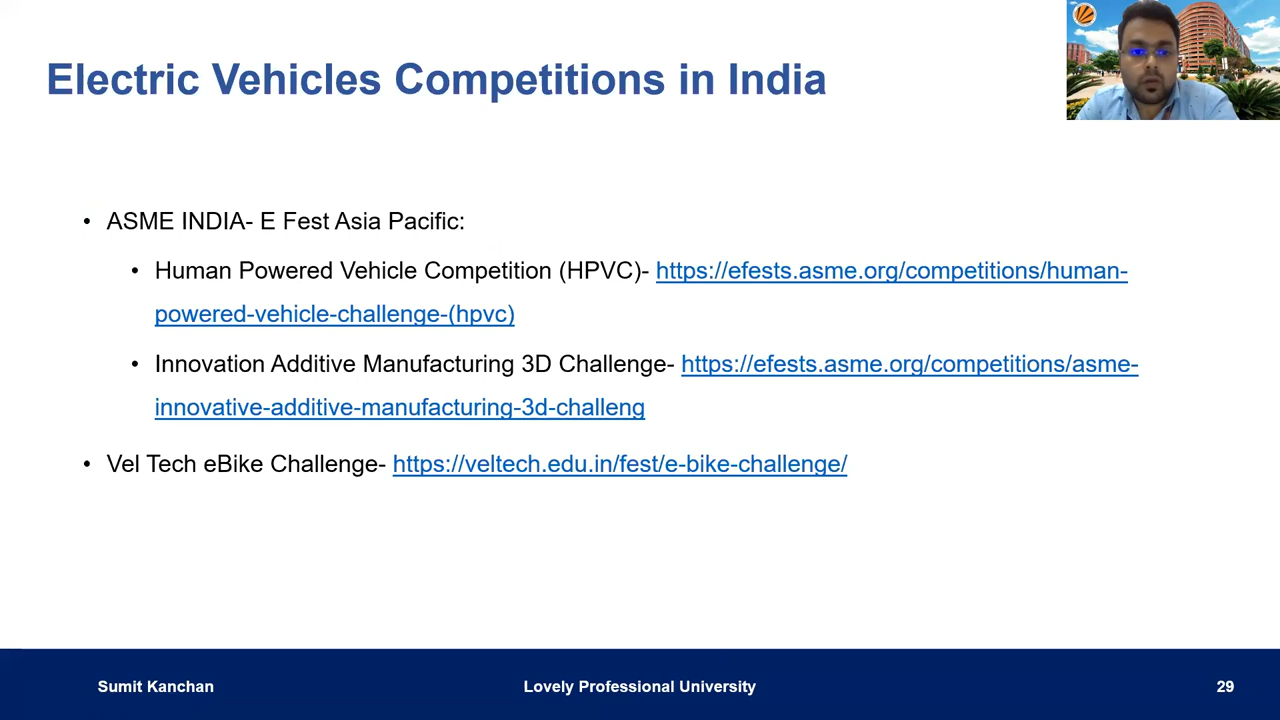 Electric Vehicles Competitions in India
• ASME INDIA- E Fest Asia Pacific:
• Human Powered Vehicle Competition (HPVC)- https://efests.asme.org/competitions/human-
powered-vehicle-challenge-(hpvc)
• Innovation Additive Manufacturing 3D Challenge- https://efests.asme.org/competitions/asme-
innovative-additive-manufacturing-3d-challeng
• Vel Tech eBike Challenge- https://veltech.edu.in/fest/e-bike-challenge/
Sumit Kanchan
Lovely Professional University
29